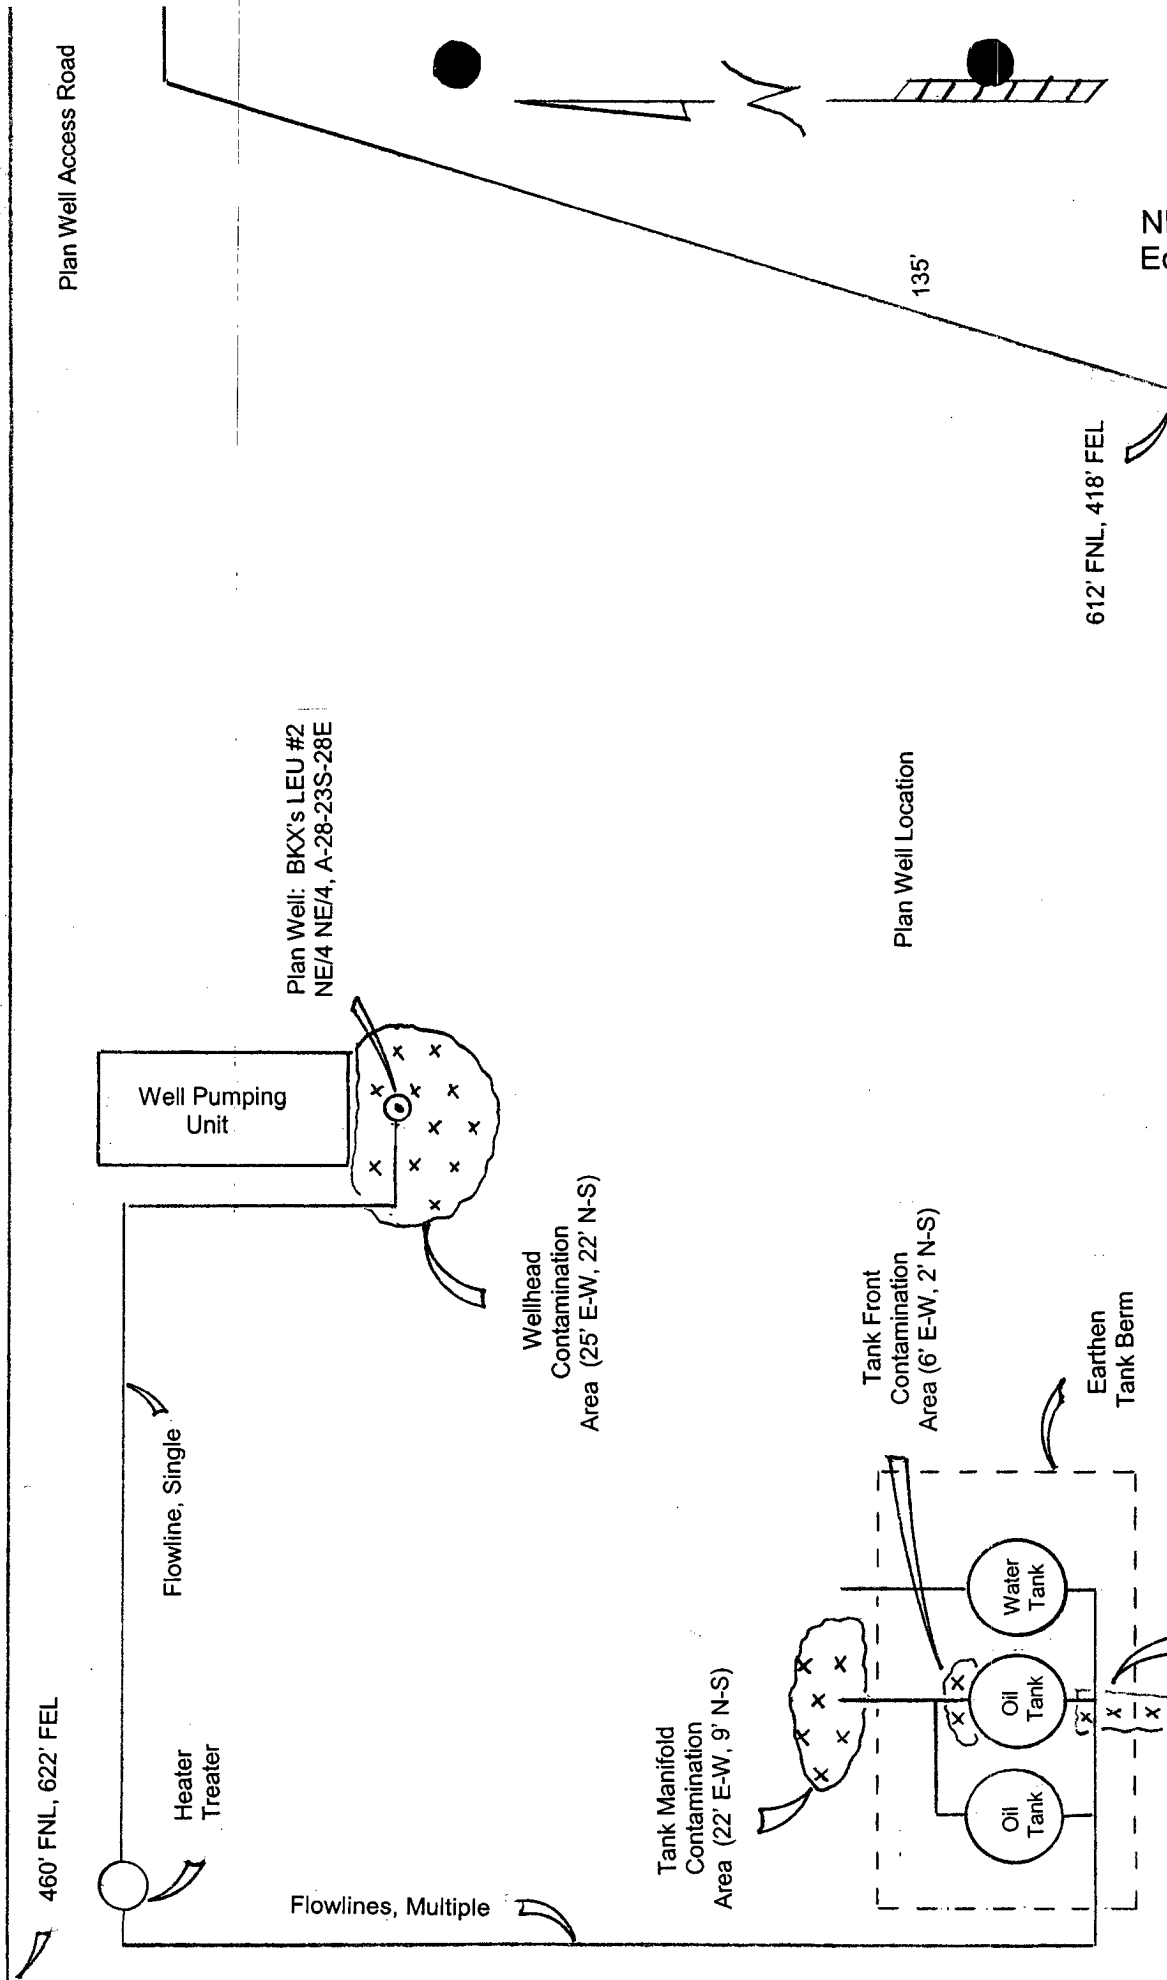 Plan Well Access Road
135'
612' FNL, 418' FEL
Plan Well: BKX's LEU #2
NE/4 NE/4, A-28-23S-28E
Plan Well Location
Well Pumping
Unit
Wellhead
Contamination
Area (25' E-W, 22' N-S)
Tank Front
Contamination
Area (6' E-W, 2' N-S)
Earthen
Tank Berm
Flowline, Single
460' FNL, 622' FEL
Heater
Treater
Flowlines, Multiple
Tank Manifold
Contamination
Area (22' E-W, 9' N-S)
Water
Tank
Oil
Tank
Oil
Tank